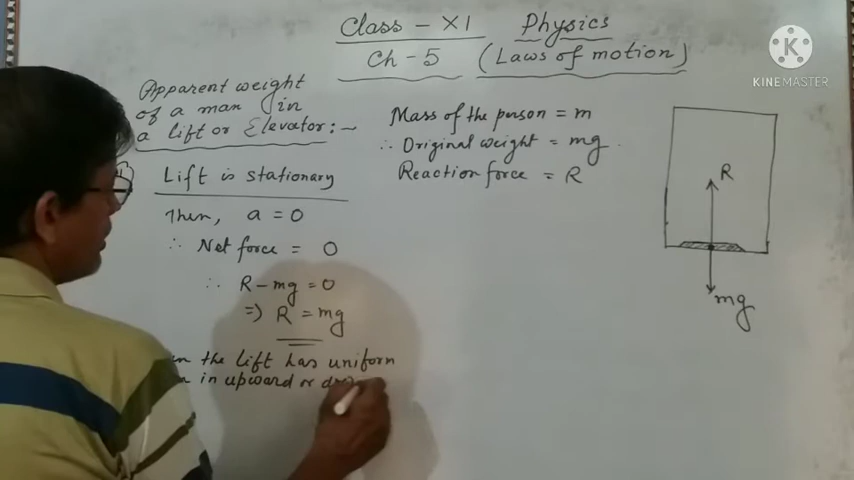 Class - XI Physics
Ch-5 (Laws of motion)
K
KINEMASTER
Apparent weight
of a man in
a lift or Elevator:~
Lift is stationary
Then, a = 0
∴ Net force = 0
∴ R-mg=0
=> R = mg
the lift has uniform
in upward or
Mass of the person = m
∴ Original weight = mg.
Reaction force = R
R
mg